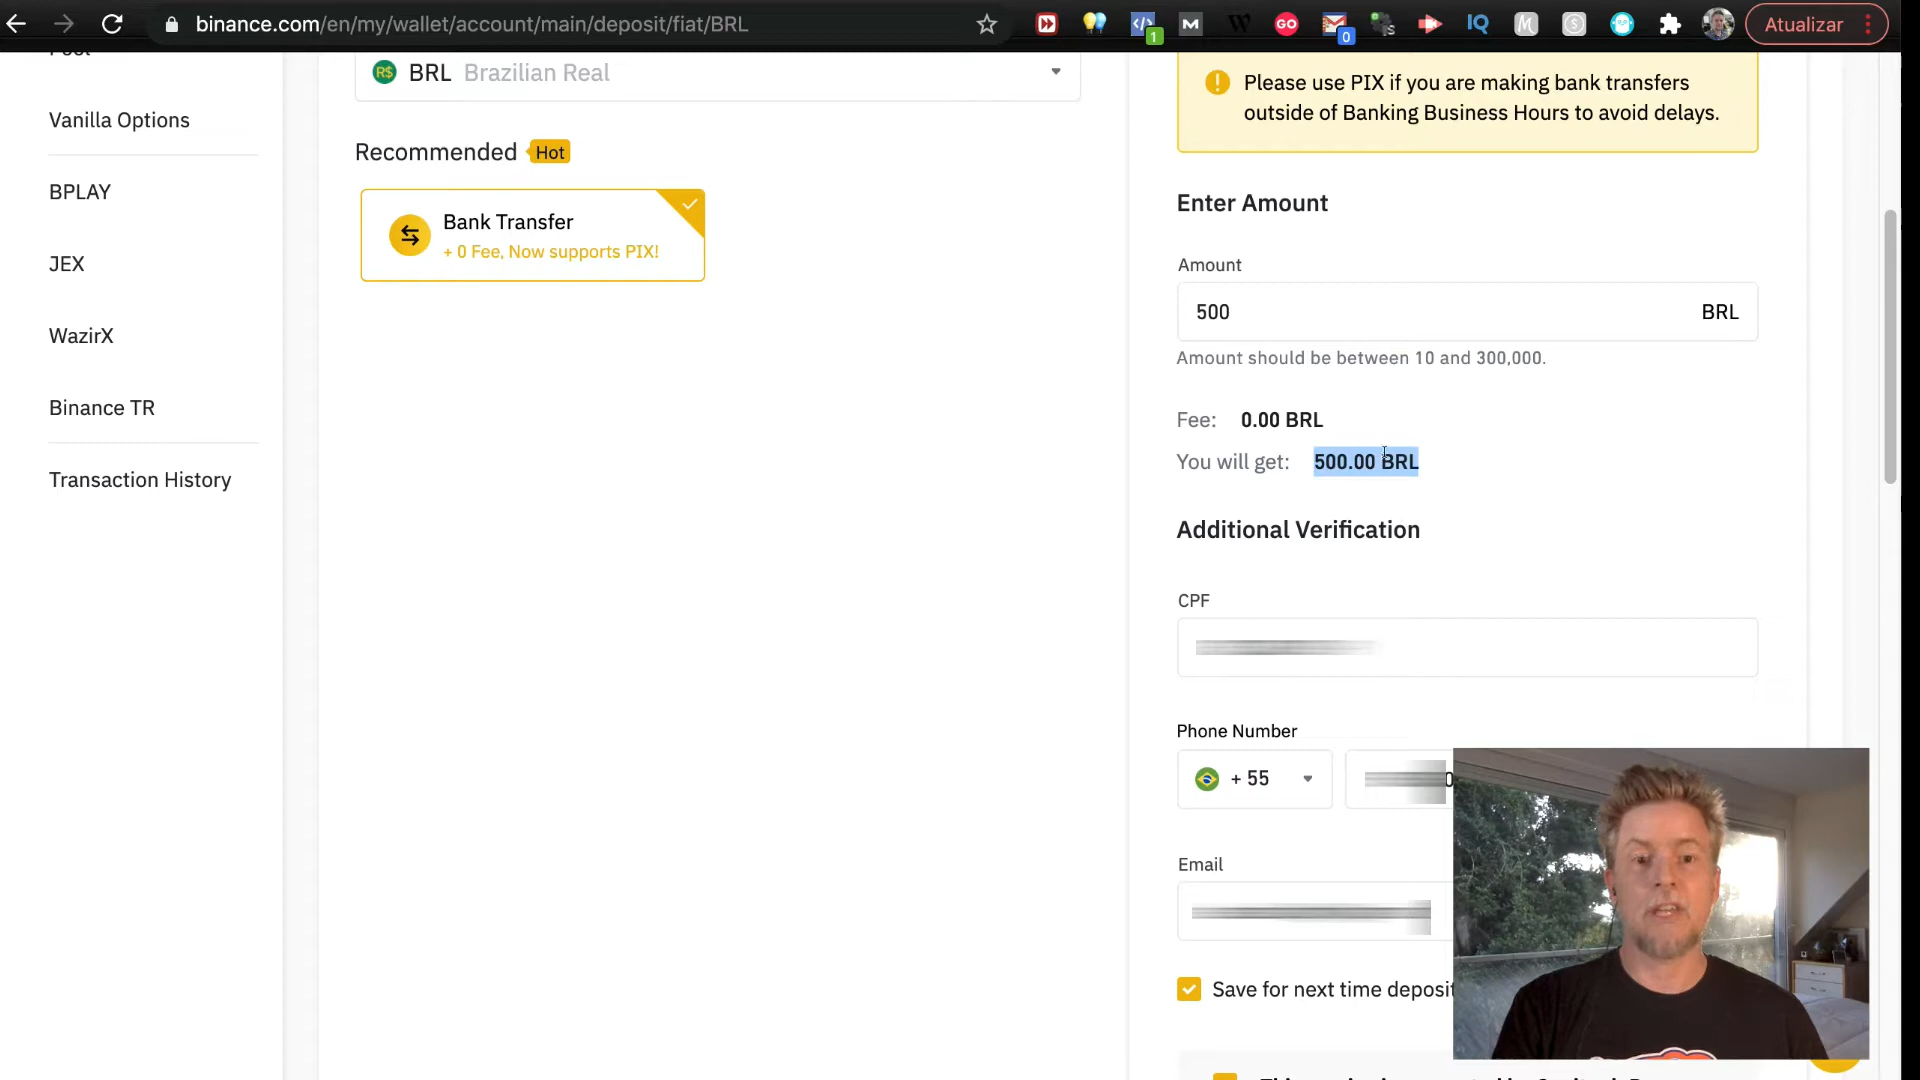 binance.com/en/my/wallet/account/main/deposit/fiat/BRL
1
0
Atualizar
Vanilla Options
BPLAY
JEX
WazirX
Binance TR
Transaction History
R$ BRL Brazilian Real
Recommended Hot
Bank Transfer
+ 0 Fee, Now supports PIX!
Please use PIX if you are making bank transfers
outside of Banking Business Hours to avoid delays.
Enter Amount
Amount
500 BRL
Amount should be between 10 and 300,000.
Fee: 0.00 BRL
You will get: 500.00 BRL
Additional Verification
CPF
Phone Number
+ 55
Email
Save for next time deposit